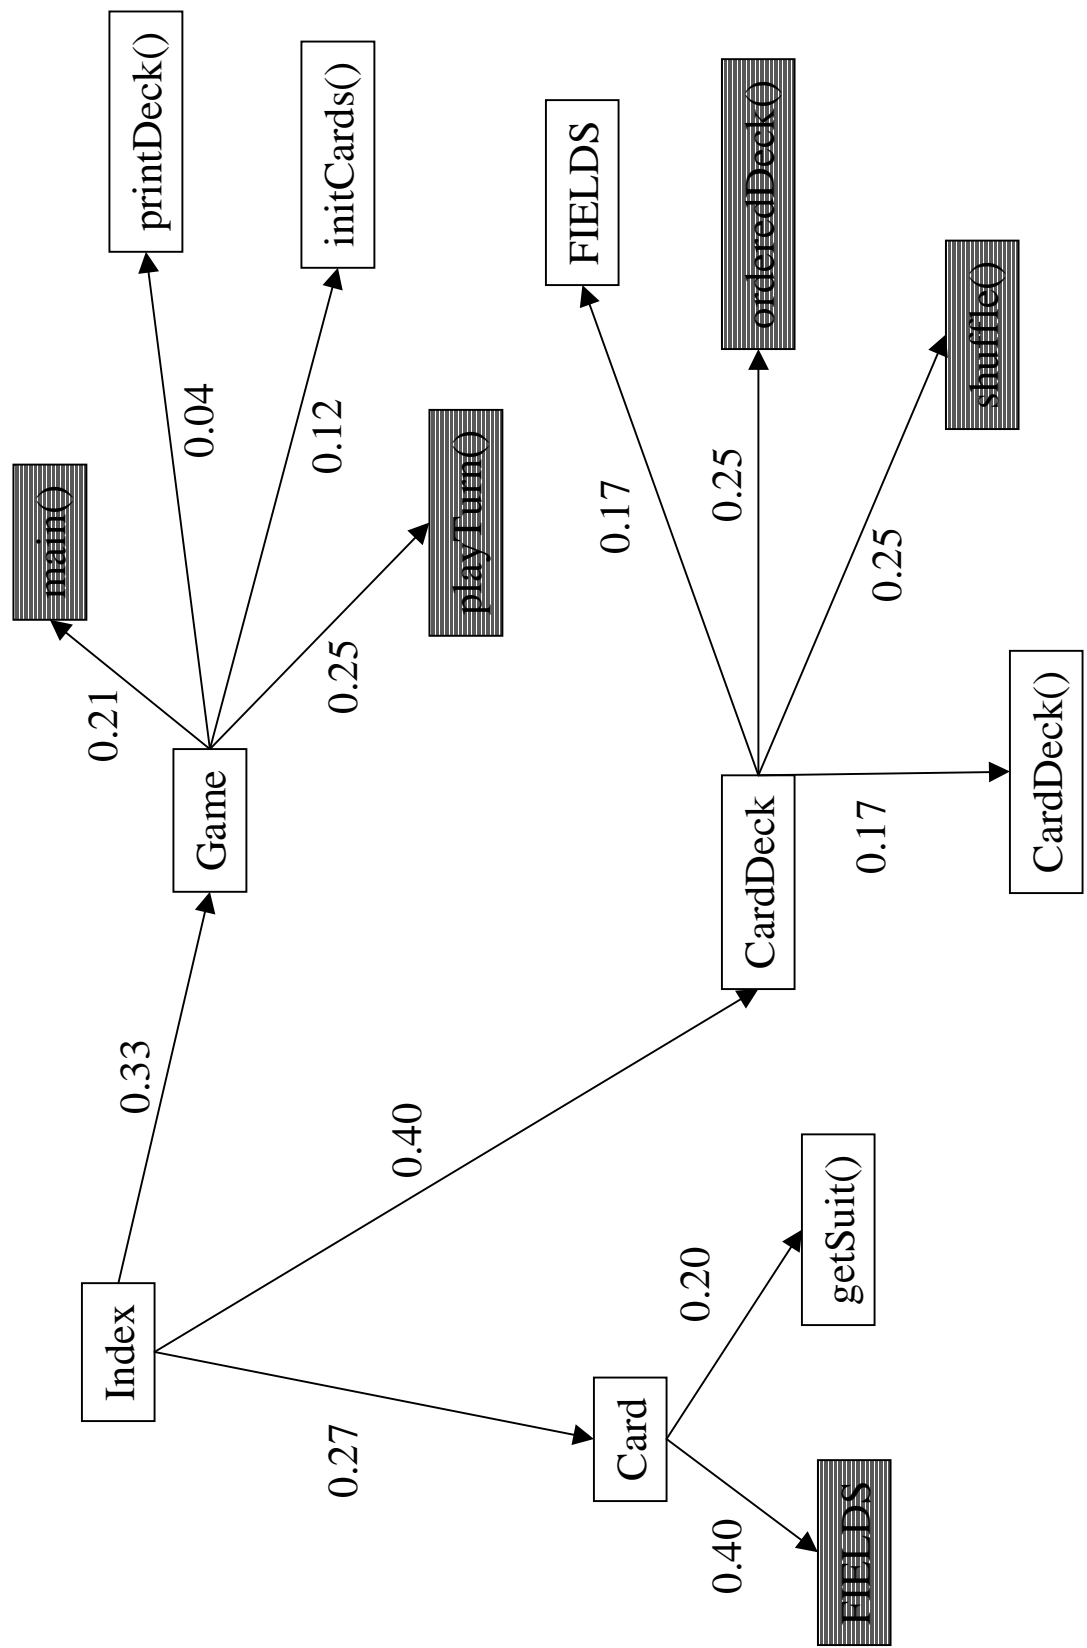 Index
0.33
0.40
0.27
Game
0.21
main()
0.04
printDeck()
0.12
initCards()
0.25
playTurn()
CardDeck
0.17
FIELDS
0.25
orderedDeck()
0.25
shuffle()
0.17
CardDeck()
Card
0.20
getSuit()
0.40
FIELDS